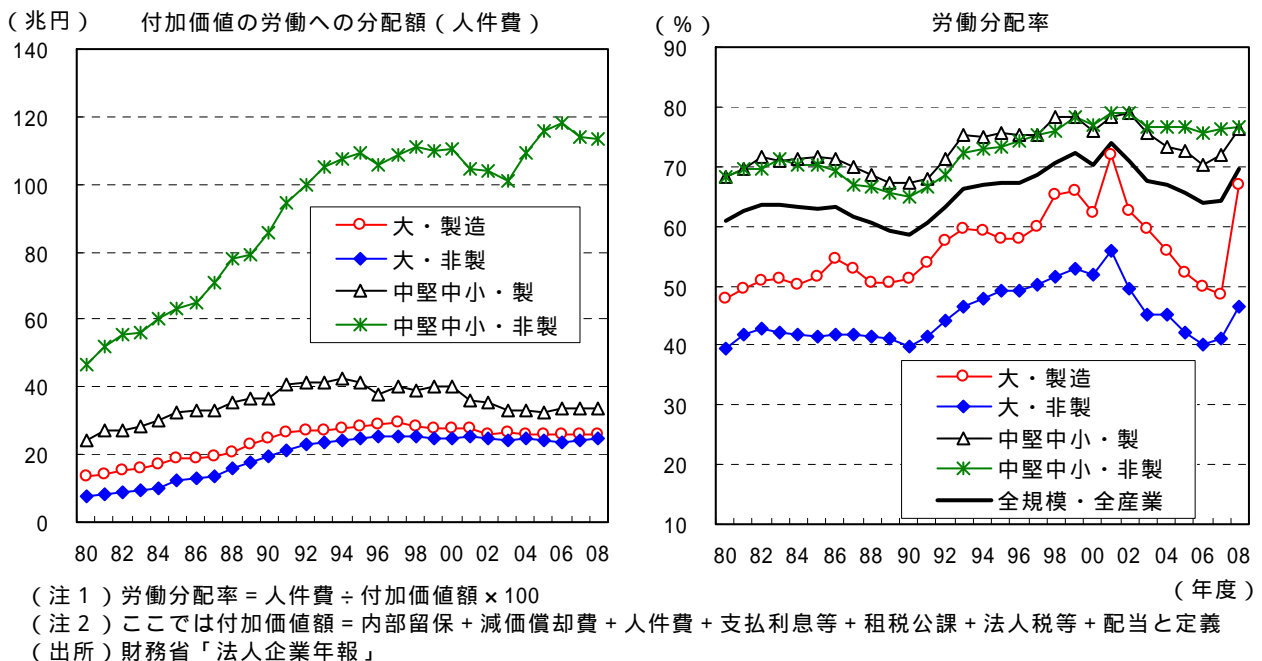 （兆円） 付加価値の労働への分配額（人件費）
140
120
100
80
60
40
20
0
80 82 84 86 88 90 92 94 96 98 00 02 04 06 08
大・製造
大・非製
中堅中小・製
中堅中小・非製
（％） 労働分配率
90
80
70
60
50
40
30
20
10
80 82 84 86 88 90 92 94 96 98 00 02 04 06 08
（年度）
大・製造
大・非製
中堅中小・製
中堅中小・非製
全規模・全産業
（注１）労働分配率＝人件費÷付加価値額×100
（注２）ここでは付加価値額＝内部留保＋減価償却費＋人件費＋支払利息等＋租税公課＋法人税等＋配当と定義
（出所）財務省「法人企業年報」